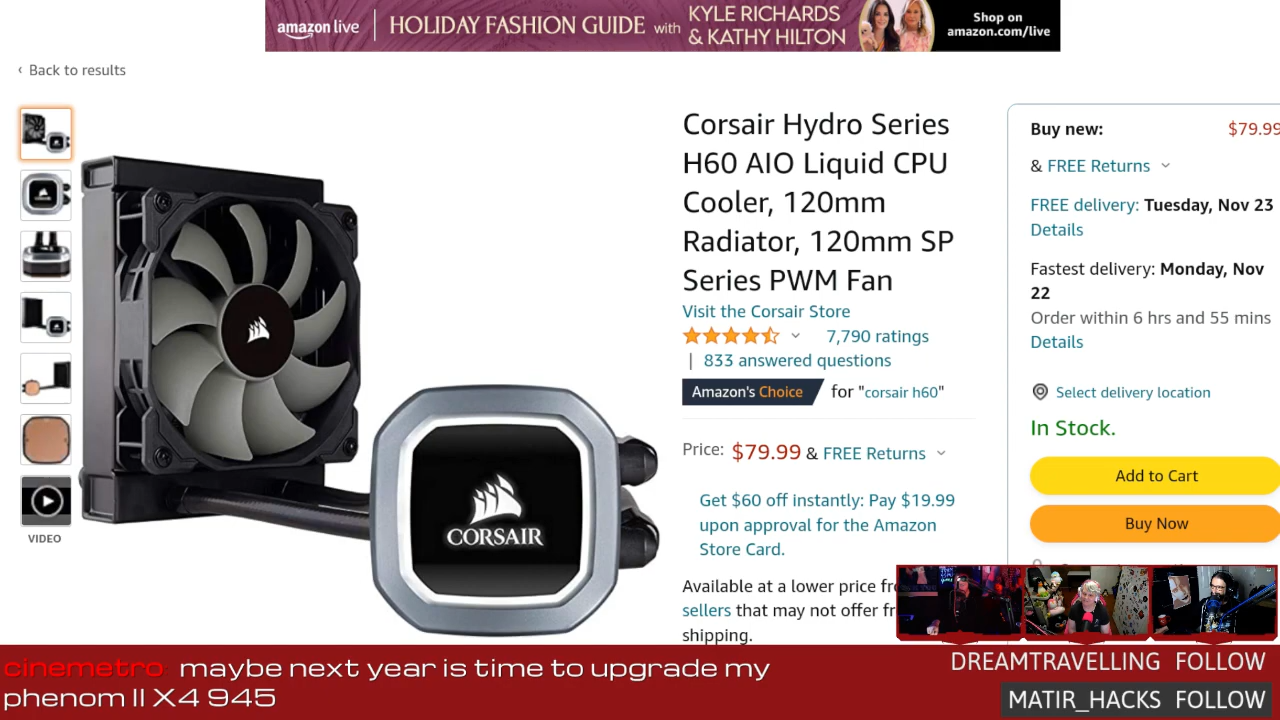 amazon live
HOLIDAY FASHION GUIDE with
KYLE RICHARDS
& KATHY HILTON
Shop on
amazon.com/live
‹ Back to results
VIDEO
CORSAIR
Corsair Hydro Series
H60 AIO Liquid CPU
Cooler, 120mm
Radiator, 120mm SP
Series PWM Fan
Visit the Corsair Store
7,790 ratings
| 833 answered questions
Amazon's Choice for "corsair h60"
Price: $79.99 & FREE Returns
Get $60 off instantly: Pay $19.99
upon approval for the Amazon
Store Card.
Available at a lower price
sellers that may not offer
shipping.
Buy new: $79.99
& FREE Returns
FREE delivery: Tuesday, Nov 23
Details
Fastest delivery: Monday, Nov
22
Order within 6 hrs and 55 mins
Details
Select delivery location
In Stock.
Add to Cart
Buy Now
cinemetro: maybe next year is time to upgrade my
phenom II X4 945
DREAMTRAVELLING FOLLOW
MATIR_HACKS FOLLOW